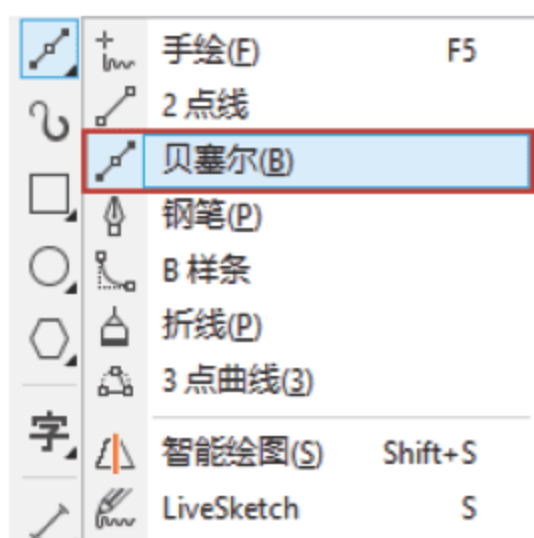 手绘(F) F5
2 点线
贝塞尔(B)
钢笔(P)
B 样条
折线(P)
3 点曲线(3)
字
智能绘图(S) Shift+S
LiveSketch S